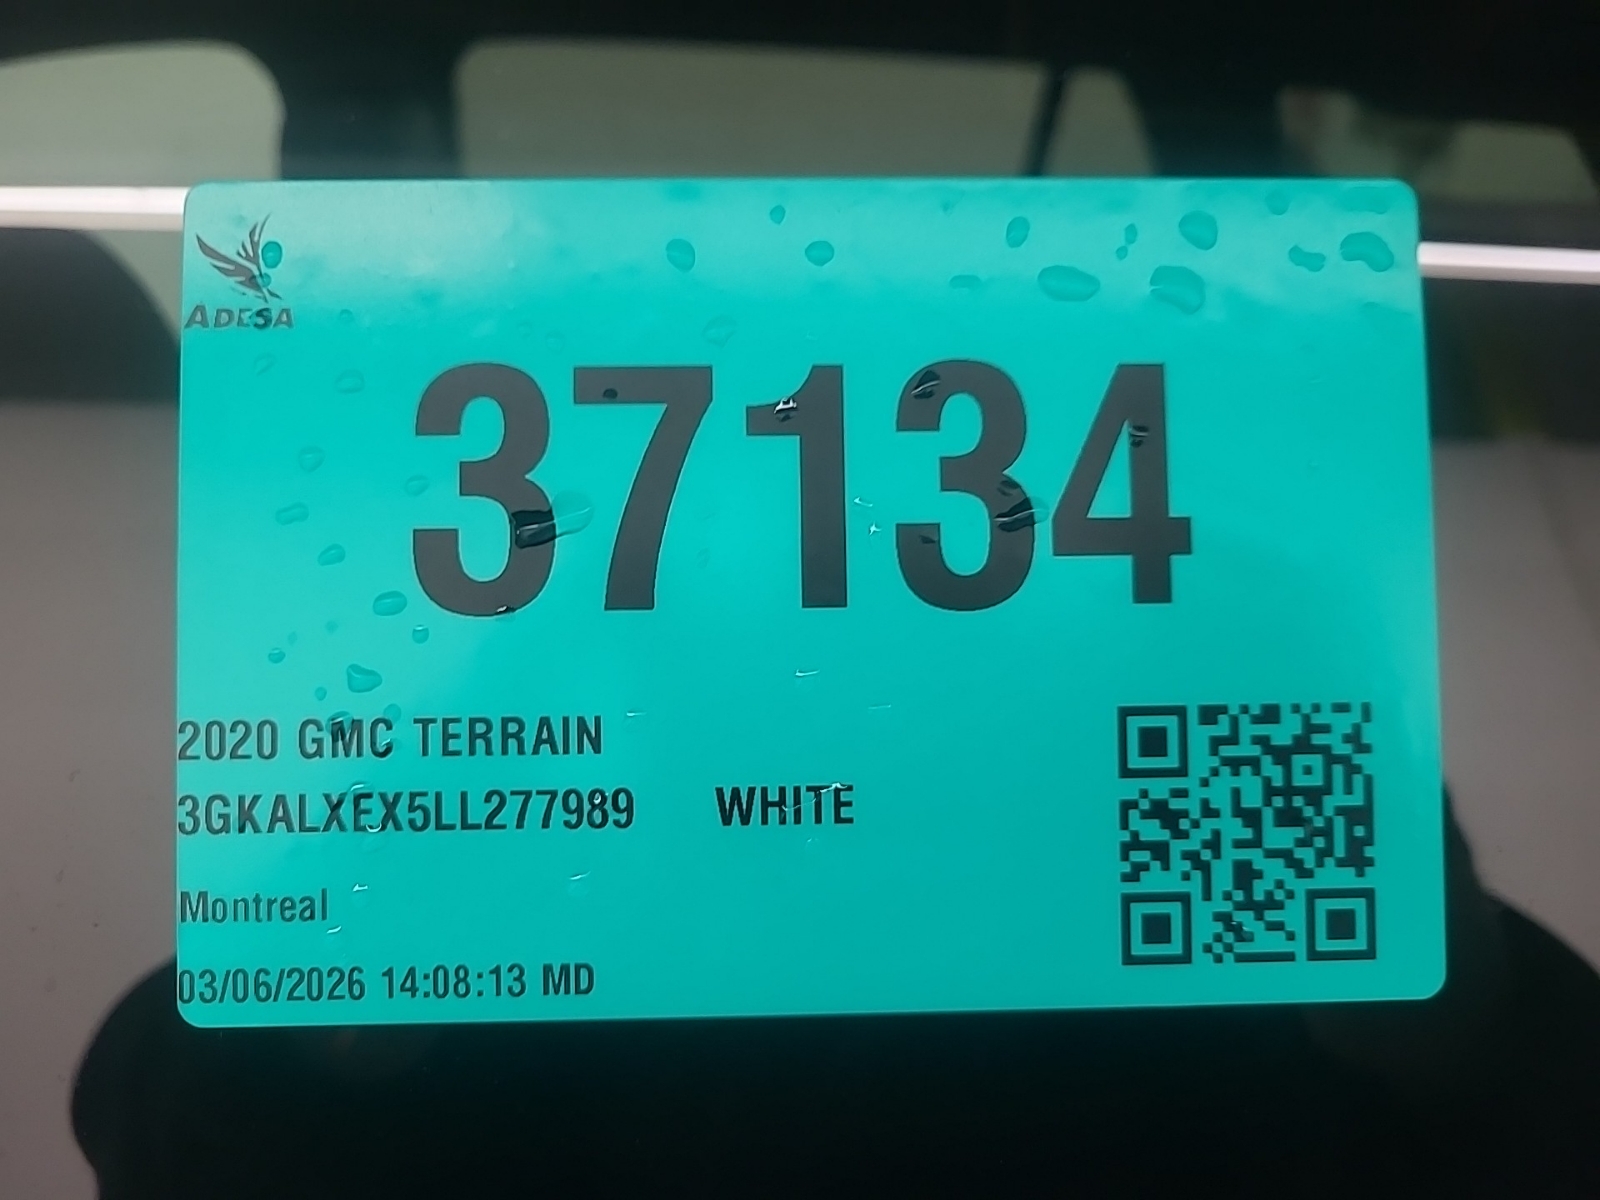 ADESA
37134
2020 GMC TERRAIN
3GKALXEX5LL277989 WHITE
Montreal
03/06/2026 14:08:13 MD